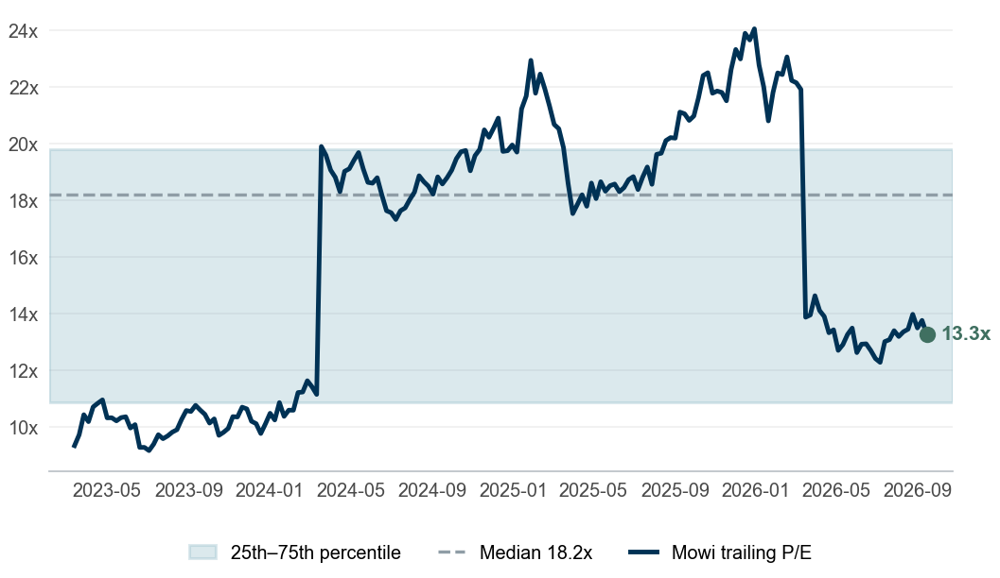 24x
22x
20x
18x
16x
14x
12x
10x
13.3x
2023-05 2023-09 2024-01 2024-05 2024-09 2025-01 2025-05 2025-09 2026-01 2026-05 2026-09
25th–75th percentile Median 18.2x Mowi trailing P/E